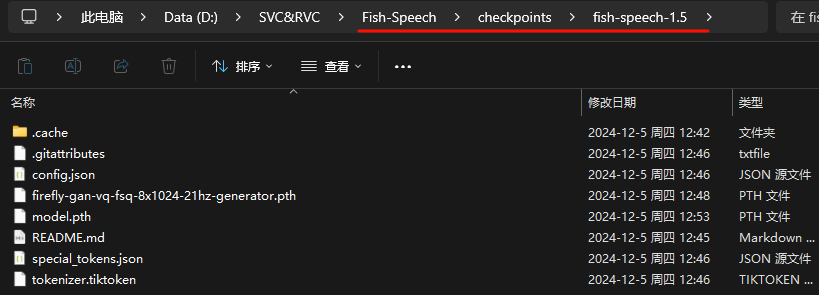 此电脑 > Data (D:) > SVC&RVC > Fish-Speech > checkpoints > fish-speech-1.5 > 在 fi
排序 查看 •••
名称 修改日期 类型
.cache 2024-12-5 周四 12:42 文件夹
.gitattributes 2024-12-5 周四 12:46 txtfile
config.json 2024-12-5 周四 12:46 JSON 源文件
firefly-gan-vq-fsq-8x1024-21hz-generator.pth 2024-12-5 周四 12:48 PTH 文件
model.pth 2024-12-5 周四 12:53 PTH 文件
README.md 2024-12-5 周四 12:45 Markdown ...
special_tokens.json 2024-12-5 周四 12:46 JSON 源文件
tokenizer.tiktoken 2024-12-5 周四 12:46 TIKTOKEN ...